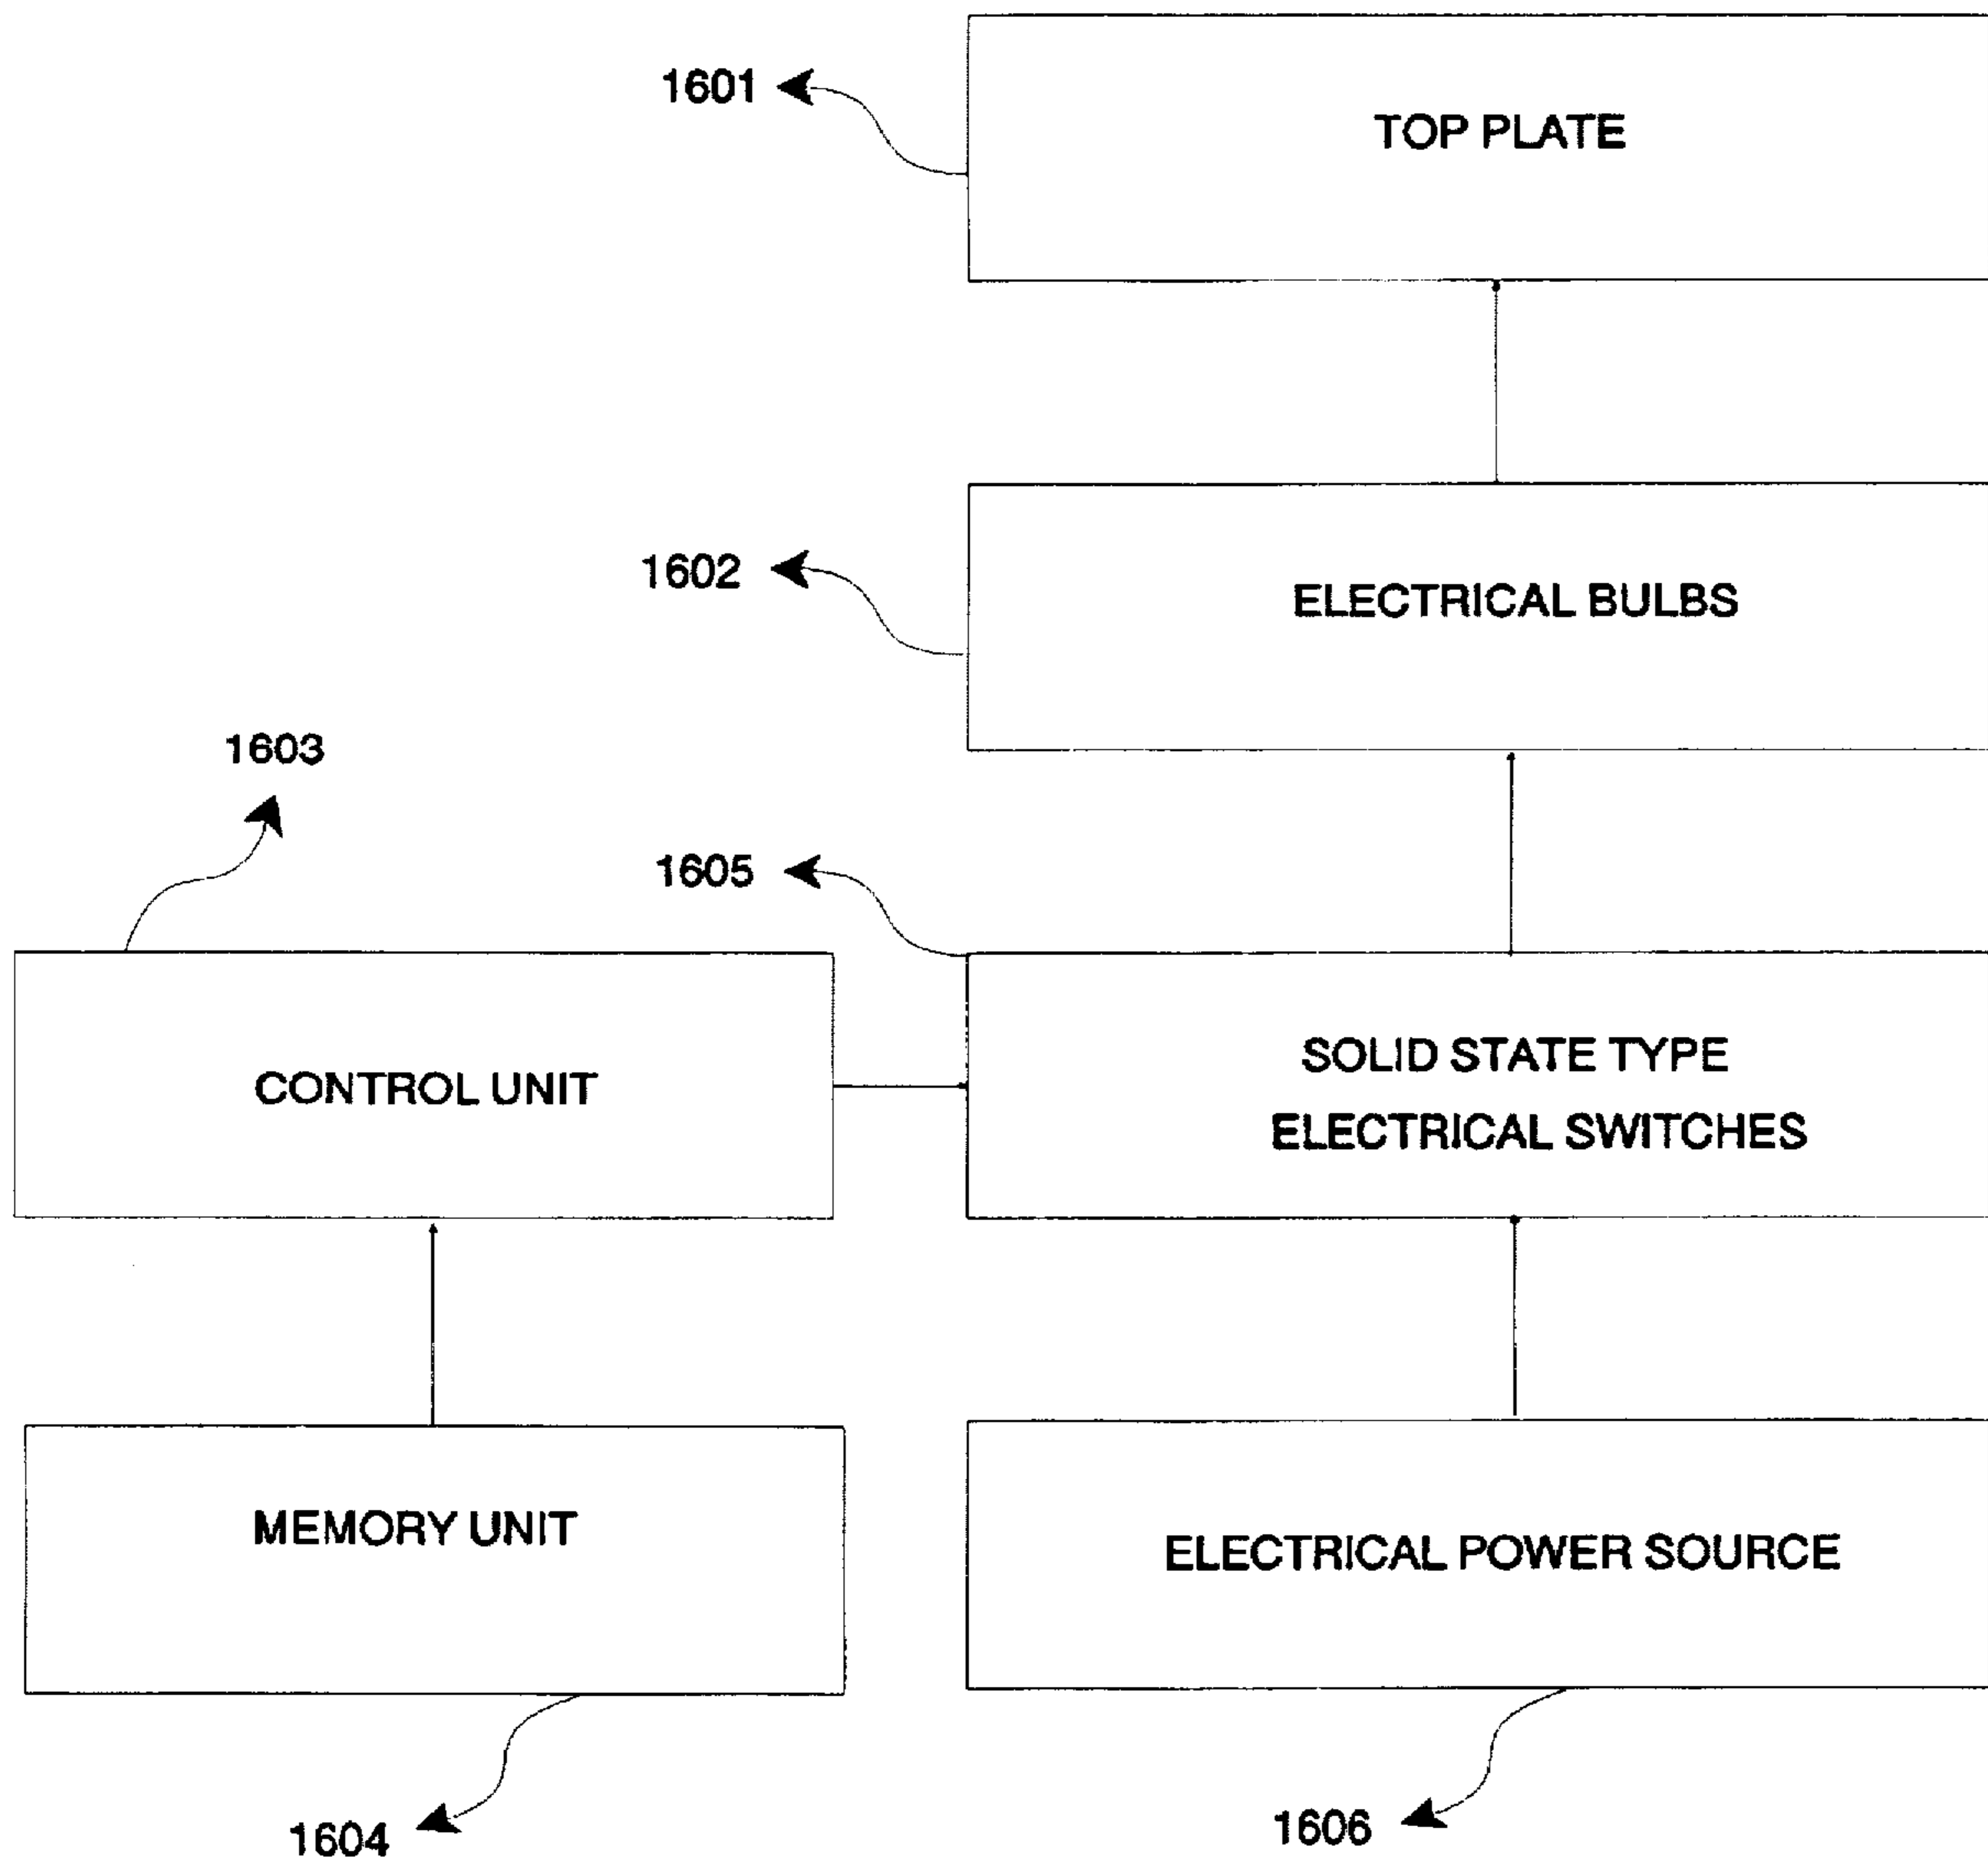 1601
TOP PLATE
1602
ELECTRICAL BULBS
1603
1605
CONTROL UNIT
SOLID STATE TYPE
ELECTRICAL SWITCHES
MEMORY UNIT
ELECTRICAL POWER SOURCE
1604
1606